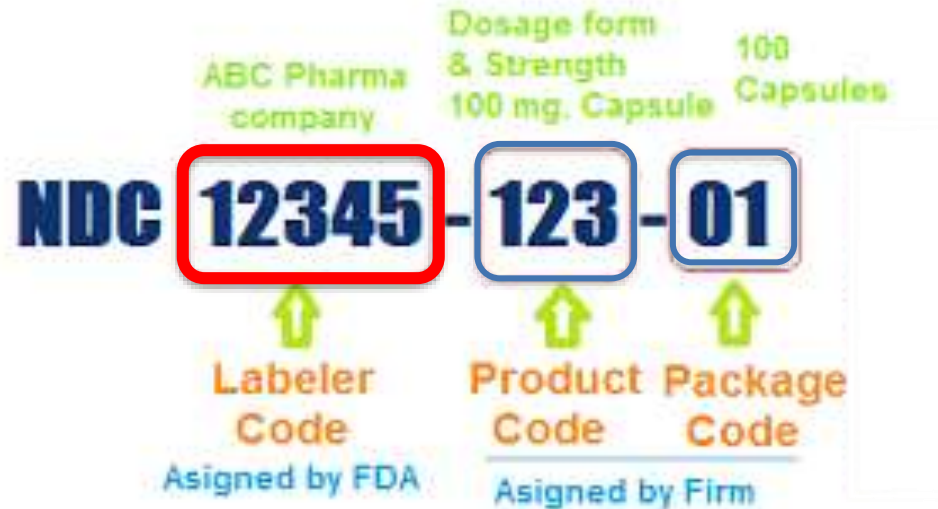 ABC Pharma
company
Dosage form
& Strength
100 mg. Capsule
100
Capsules
NDC 12345-123-01
Labeler
Code
Product
Code
Package
Code
Asigned by FDA
Asigned by Firm